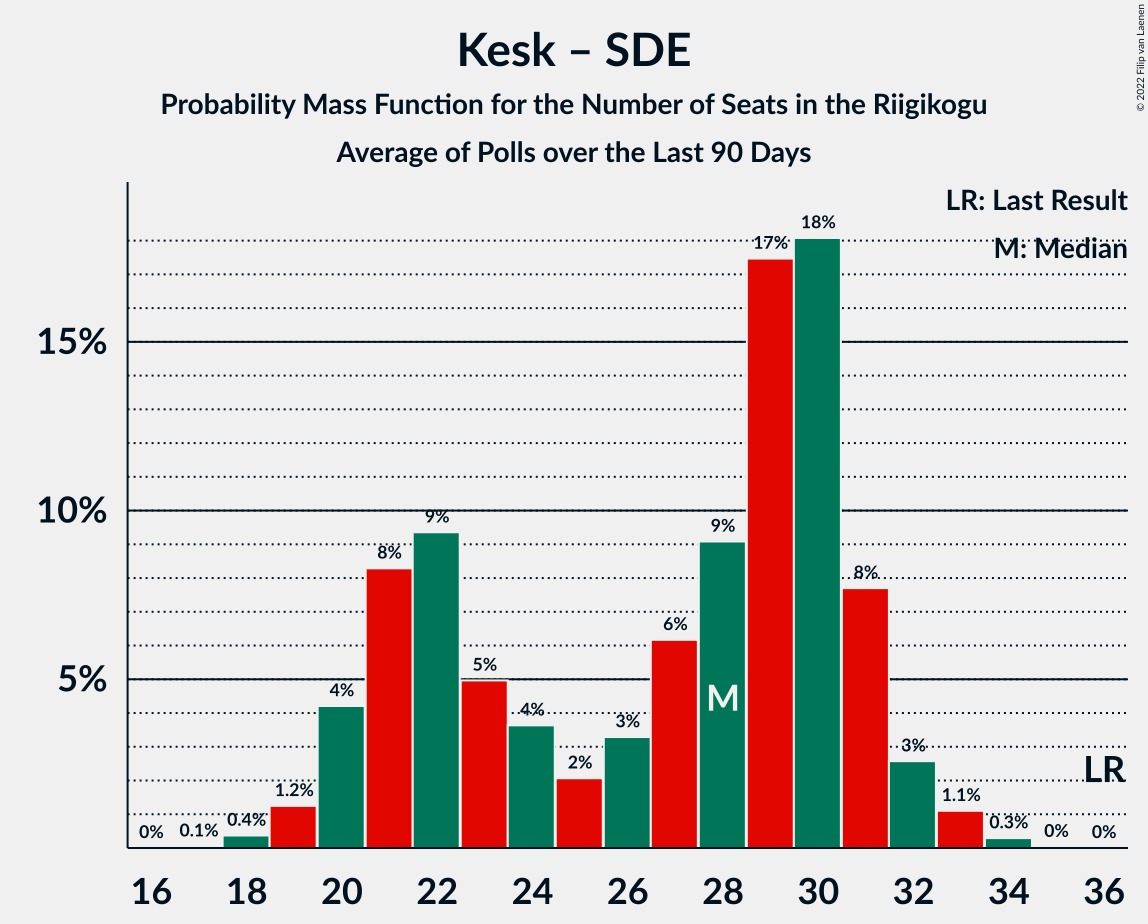 Kesk – SDE
Probability Mass Function for the Number of Seats in the Riigikogu
Average of Polls over the Last 90 Days
© 2022 Filip van Laenen
LR: Last Result
M: Median
15%
10%
5%
0% 0.1% 0.4% 1.2% 4% 8% 9% 5% 4% 2% 3% 6% 9% 17% 18% 8% 3% 1.1% 0.3% 0% 0%
M
LR
16 18 20 22 24 26 28 30 32 34 36